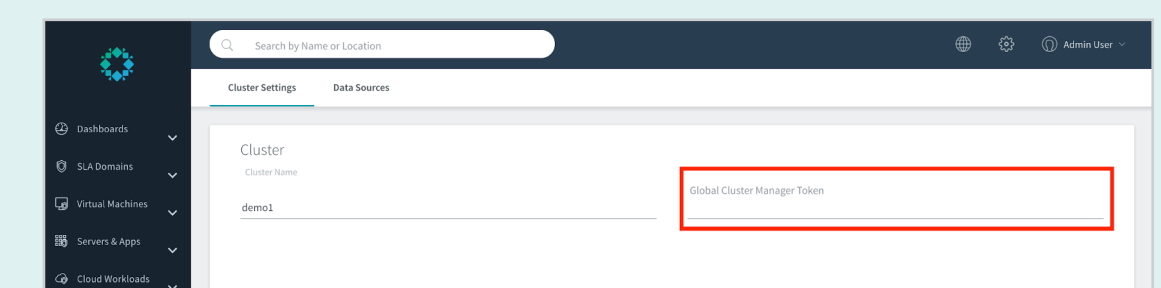 Search by Name or Location
Admin User
Cluster Settings
Data Sources
Dashboards
SLA Domains
Virtual Machines
Servers & Apps
Cloud Workloads
Cluster
Cluster Name
demo1
Global Cluster Manager Token